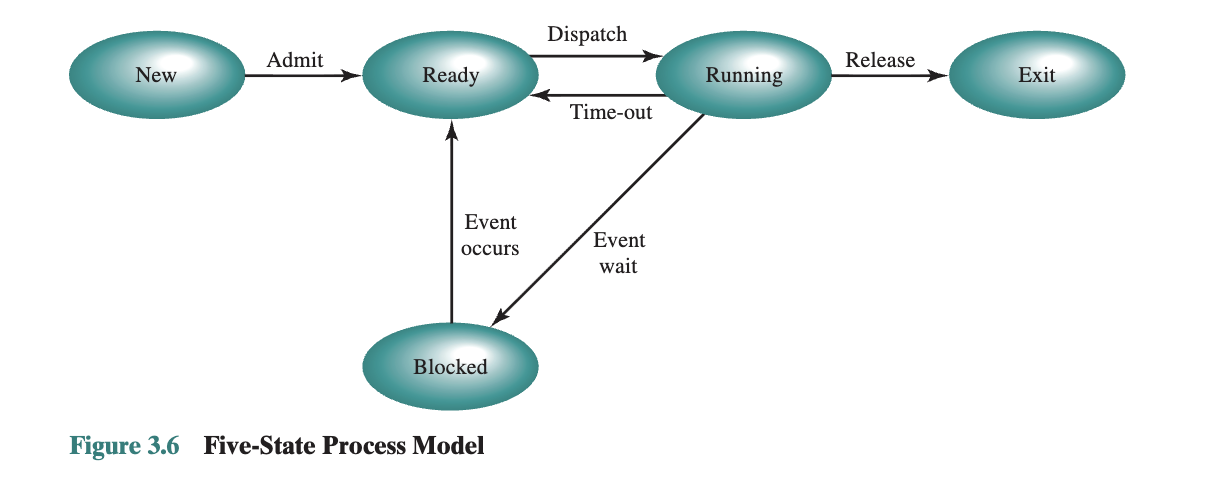 Dispatch
New
Admit
Ready
Running
Release
Exit
Time-out
Event
occurs
Event
wait
Blocked
Figure 3.6 Five-State Process Model